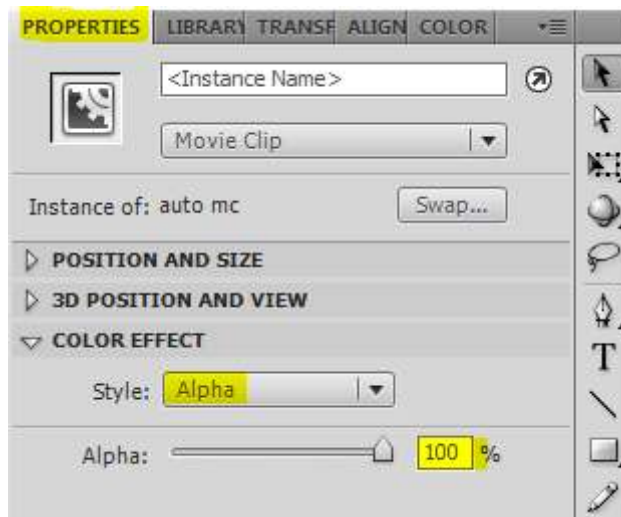 PROPERTIES LIBRARY TRANSF ALIGN COLOR
<Instance Name>
Movie Clip
Instance of: auto mc Swap...
POSITION AND SIZE
3D POSITION AND VIEW
COLOR EFFECT
Style: Alpha
Alpha: 100 %
T